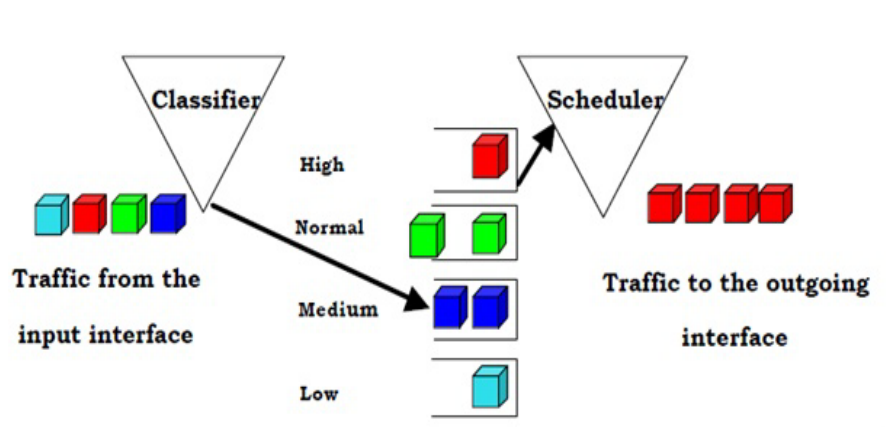 Classifier
Scheduler
High
Normal
Medium
Low
Traffic from the
input interface
Traffic to the outgoing
interface